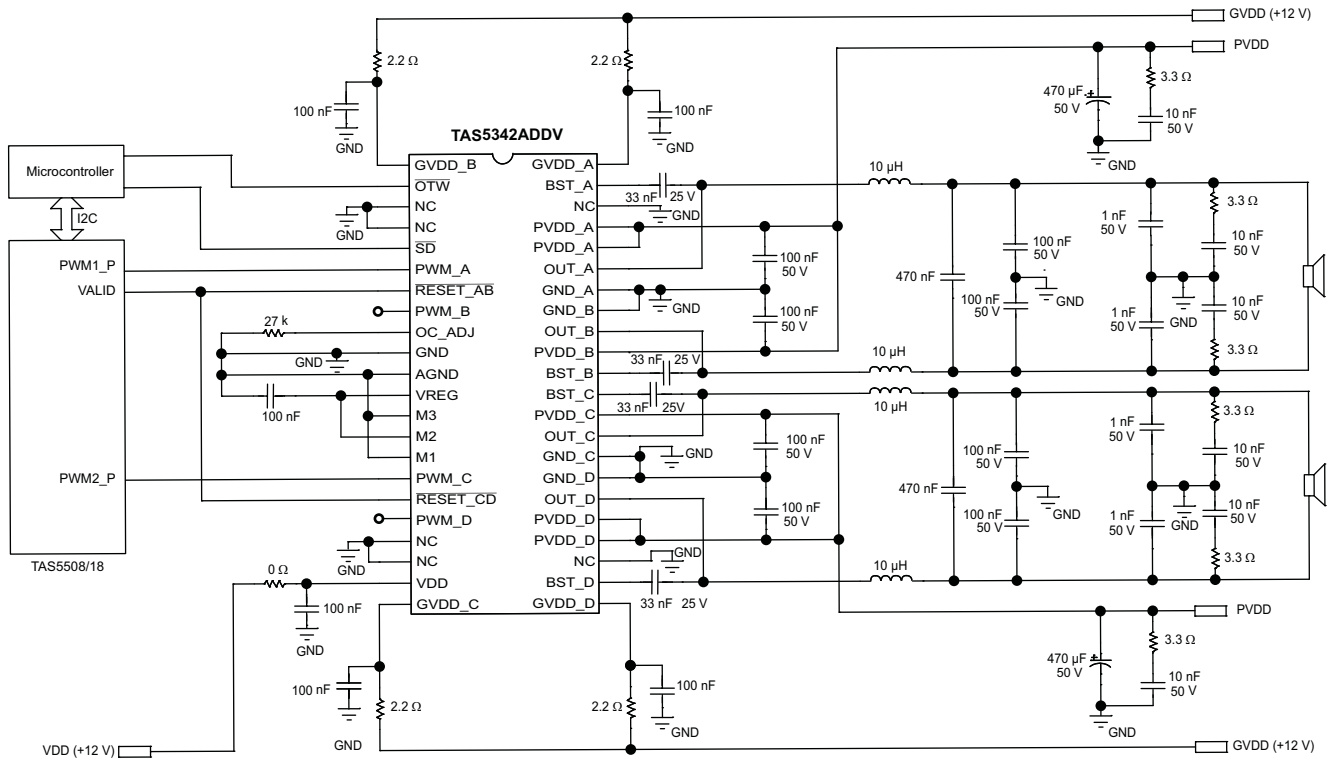 GVDD (+12 V)
PVDD
2.2 Ω
2.2 Ω
3.3 Ω
470 µF
50 V
+
10 nF
50 V
100 nF
100 nF
GND
GND
GND
TAS5342ADDV
Microcontroller
I2C
PWM1_P
VALID
PWM2_P
TAS5508/18
GVDD_B
OTW
NC
NC
SD
PWM_A
RESET_AB
PWM_B
OC_ADJ
GND
AGND
VREG
M3
M2
M1
PWM_C
RESET_CD
PWM_D
NC
NC
VDD
GVDD_C
GVDD_A
BST_A
NC
PVDD_A
PVDD_A
OUT_A
GND_A
GND_B
OUT_B
PVDD_B
BST_B
BST_C
PVDD_C
OUT_C
GND_C
GND_D
OUT_D
PVDD_D
PVDD_D
NC
BST_D
GVDD_D
GND
27 k
GND
100 nF
GND
0 Ω
100 nF
GND
33 nF 25 V
GND
100 nF
50 V
GND
100 nF
50 V
33 nF 25 V
33 nF 25V
GND
100 nF
50 V
100 nF
50 V
GND
33 nF 25 V
10 µH
470 nF
100 nF
50 V
GND
100 nF
50 V
1 nF
50 V
GND
1 nF
50 V
3.3 Ω
10 nF
50 V
10 nF
50 V
3.3 Ω
10 µH
10 µH
470 nF
100 nF
50 V
GND
100 nF
50 V
1 nF
50 V
GND
1 nF
50 V
3.3 Ω
10 nF
50 V
10 nF
50 V
3.3 Ω
10 µH
PVDD
3.3 Ω
470 µF
50 V
+
10 nF
50 V
GND
100 nF
100 nF
2.2 Ω
2.2 Ω
GND
GND
VDD (+12 V)
GVDD (+12 V)